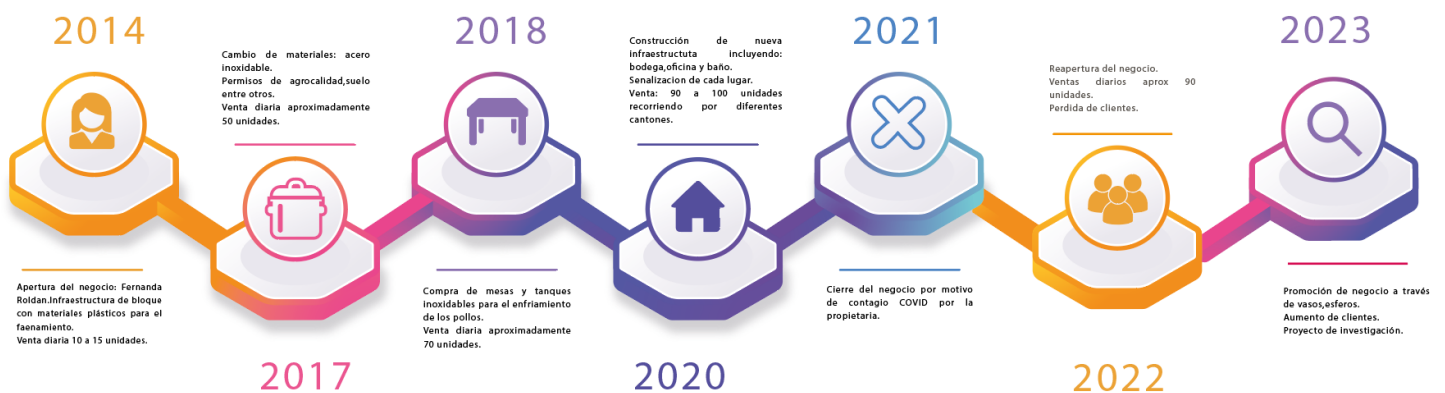 2014
Apertura del negocio: Fernanda
Roldan.Infraestructura de bloque
con materiales plásticos para el
faenamiento.
Venta diaria 10 a 15 unidades.
Cambio de materiales: acero
inoxidable.
Permisos de agrocalidad,suelo
entre otros.
Venta diaria aproximadamente
50 unidades.
2017
2018
Compra de mesas y tanques
inoxidables para el enfriamiento
de los pollos.
Venta diaria aproximadamente
70 unidades.
Construcción de nueva
infraestructuta incluyendo:
bodega,oficina y baño.
Senalizacion de cada lugar.
Venta: 90 a 100 unidades
recorriendo por diferentes
cantones.
2020
2021
Cierre del negocio por motivo
de contagio COVID por la
propietaria.
Reapertura del negocio.
Ventas diarios aprox 90
unidades.
Perdida de clientes.
2022
2023
Promoción de negocio a través
de vasos,esferos.
Aumento de clientes.
Proyecto de investigación.